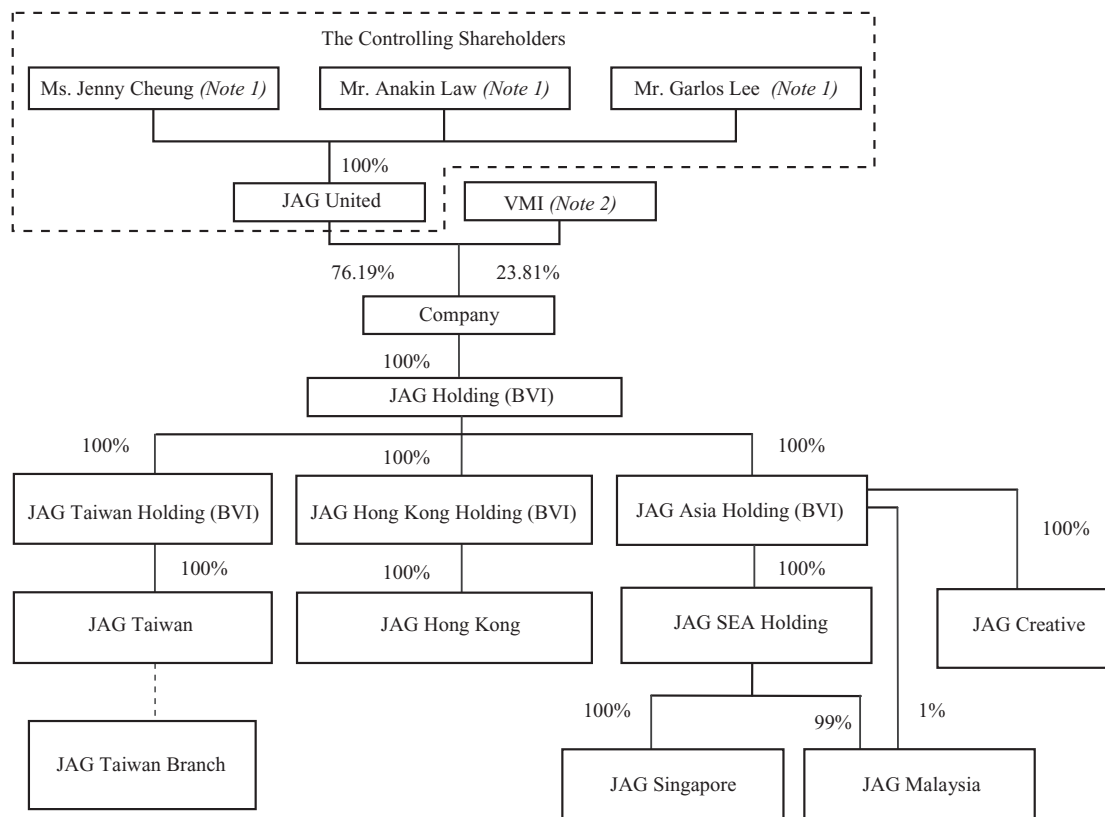 The Controlling Shareholders
Ms. Jenny Cheung (Note 1)
Mr. Anakin Law (Note 1)
Mr. Garlos Lee (Note 1)
100%
JAG United
VMI (Note 2)
76.19%
23.81%
Company
100%
JAG Holding (BVI)
100%
100%
100%
JAG Taiwan Holding (BVI)
JAG Hong Kong Holding (BVI)
JAG Asia Holding (BVI)
100%
100%
100%
100%
JAG Taiwan
JAG Hong Kong
JAG SEA Holding
JAG Creative
100%
99%
1%
JAG Taiwan Branch
JAG Singapore
JAG Malaysia